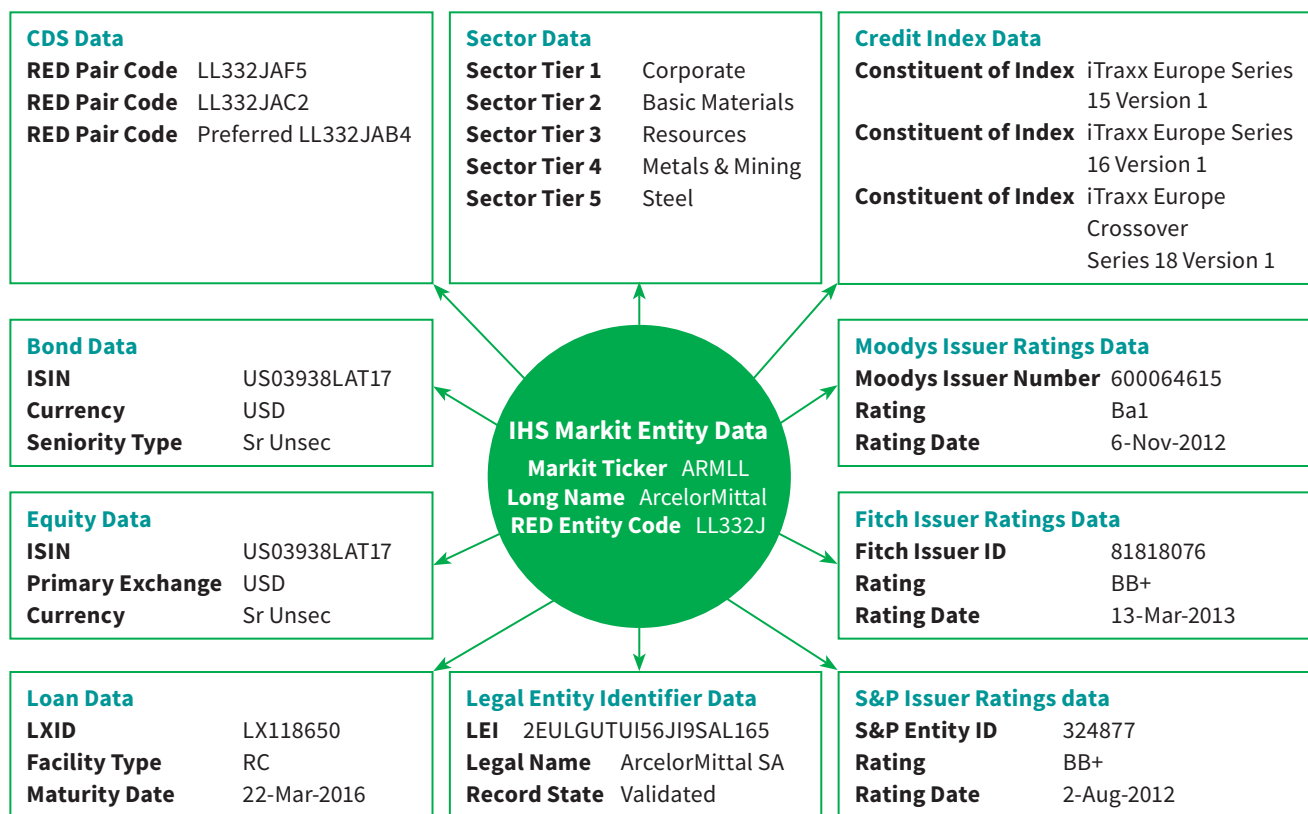 CDS Data
RED Pair Code LL332JAF5
RED Pair Code LL332JAC2
RED Pair Code Preferred LL332JAB4
Sector Data
Sector Tier 1 Corporate
Sector Tier 2 Basic Materials
Sector Tier 3 Resources
Sector Tier 4 Metals & Mining
Sector Tier 5 Steel
Credit Index Data
Constituent of Index iTraxx Europe Series
15 Version 1
Constituent of Index iTraxx Europe Series
16 Version 1
Constituent of Index iTraxx Europe
Crossover
Series 18 Version 1
Bond Data
ISIN US03938LAT17
Currency USD
Seniority Type Sr Unsec
IHS Markit Entity Data
Markit Ticker ARMLL
Long Name ArcelorMittal
RED Entity Code LL332J
Moodys Issuer Ratings Data
Moodys Issuer Number 600064615
Rating Ba1
Rating Date 6-Nov-2012
Equity Data
ISIN US03938LAT17
Primary Exchange USD
Currency Sr Unsec
Fitch Issuer Ratings Data
Fitch Issuer ID 81818076
Rating BB+
Rating Date 13-Mar-2013
Loan Data
LXID LX118650
Facility Type RC
Maturity Date 22-Mar-2016
Legal Entity Identifier Data
LEI 2EULGUTUI56JI9SAL165
Legal Name ArcelorMittal SA
Record State Validated
S&P Issuer Ratings data
S&P Entity ID 324877
Rating BB+
Rating Date 2-Aug-2012